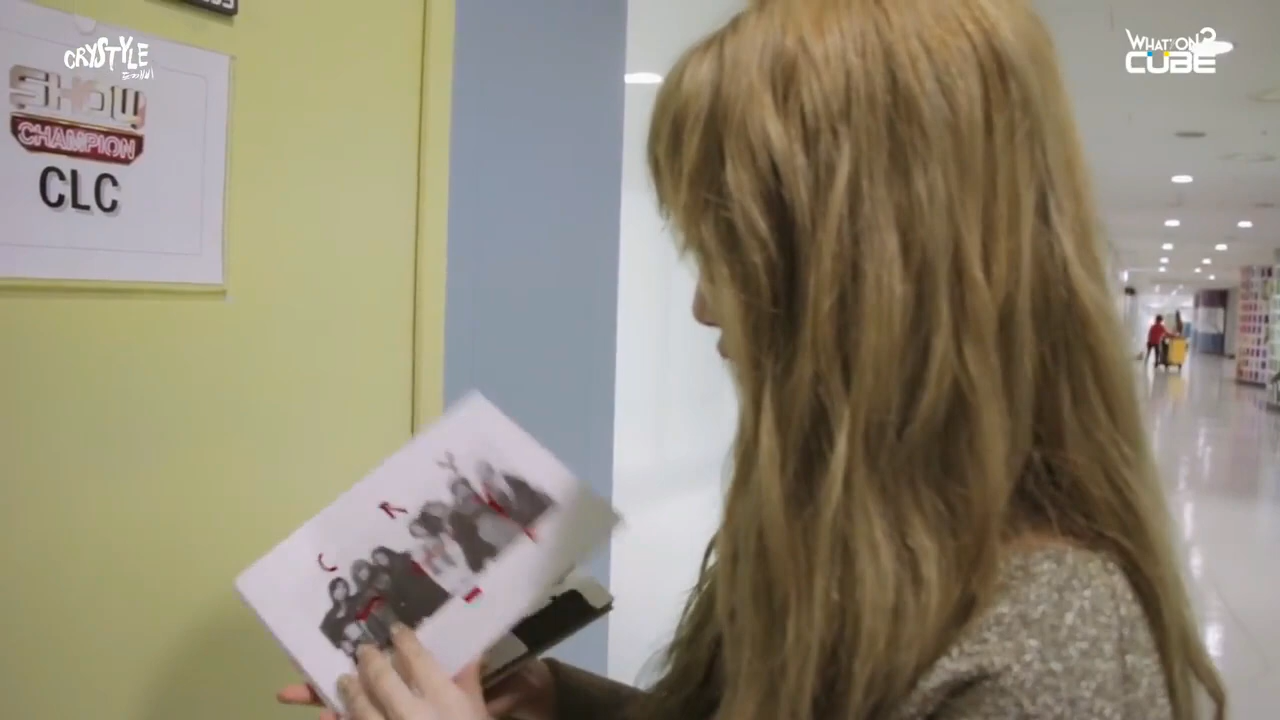 CRYSTYLE
SHOW
CHAMPION
CLC
WHAT ON?
CUBE
C
R
Y